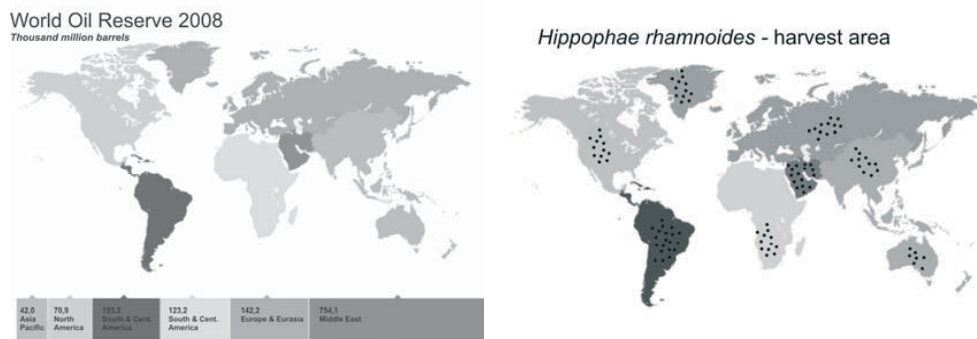 World Oil Reserve 2008
Thousand million barrels
Hippophae rhamnoides - harvest area
42,0
Asia
Pacific
70,9
North
America
123,2
South & Cent.
America
123,2
South & Cent.
America
142,2
Europe & Eurasia
754,1
Middle East